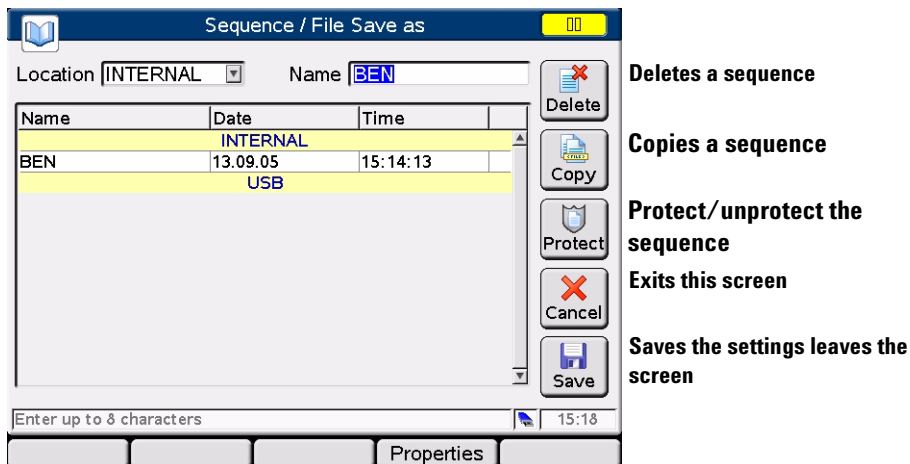 Sequence / File Save as
Location INTERNAL Name BEN
Delete
Deletes a sequence
Name Date Time
INTERNAL
BEN 13.09.05 15:14:13
USB
Copy
Copies a sequence
Protect
Protect/unprotect the
sequence
Cancel
Exits this screen
Save
Saves the settings leaves the
screen
Enter up to 8 characters 15:18
Properties